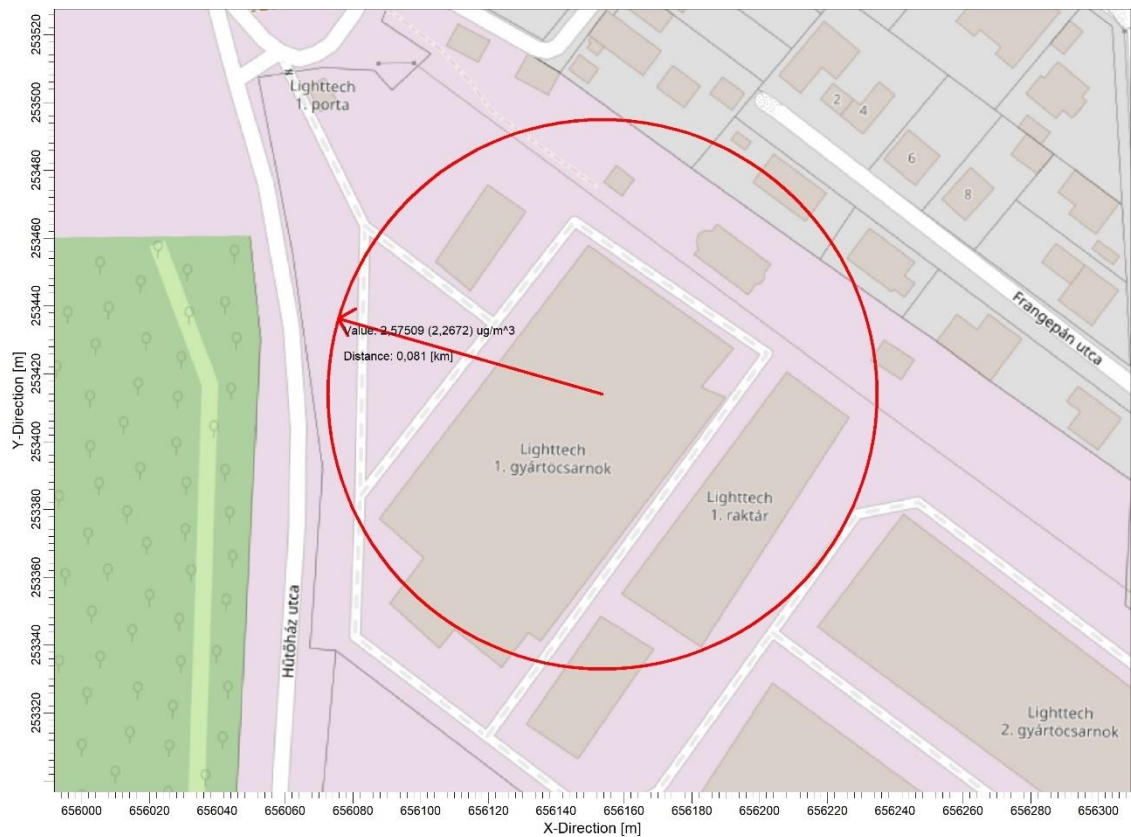 Lighttech
1. porta
2
4
6
8
Frangepán utca
Value: 2,57509 (2,2672) ug/m^3
Distance: 0,081 [km]
Lighttech
1. gyártócsarnok
Lighttech
1. raktár
Hűtőház utca
Lighttech
2. gyártócsarnok
Y-Direction [m]
253520
253500
253480
253460
253440
253420
253400
253380
253360
253340
253320
656000
656020
656040
656060
656080
656100
656120
656140
656160
656180
656200
656220
656240
656260
656280
656300
X-Direction [m]